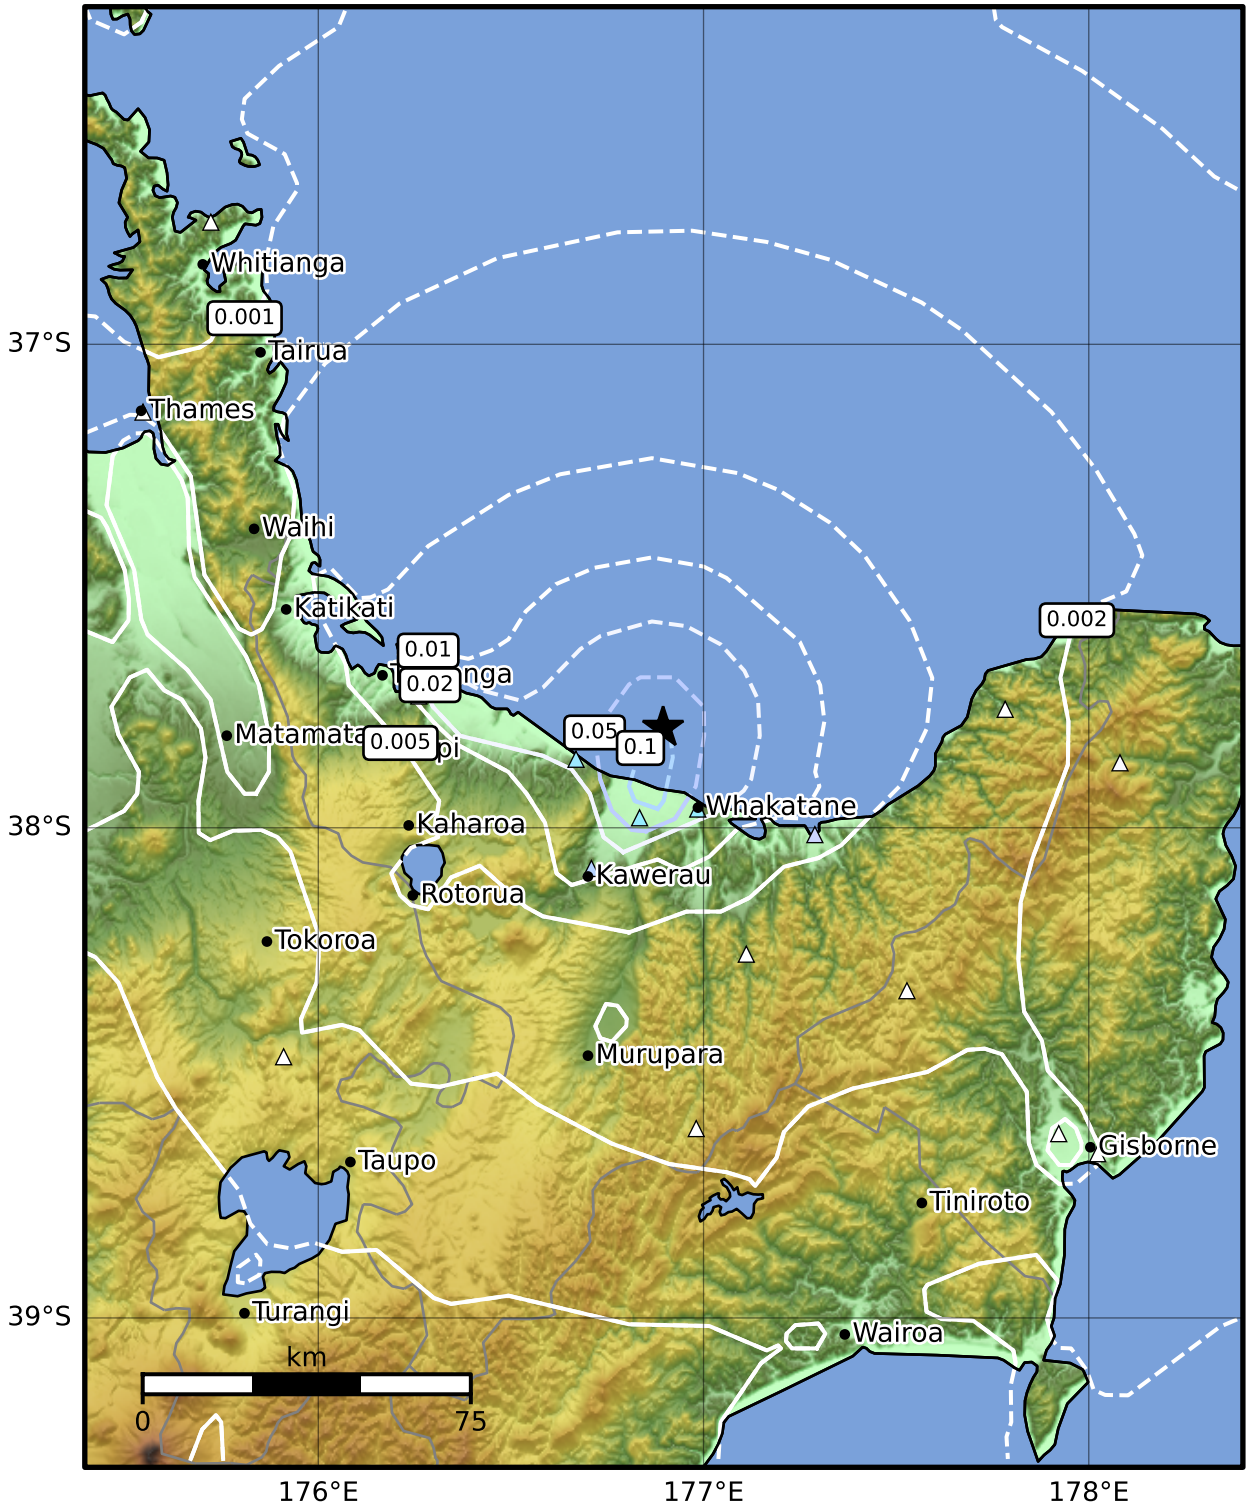 Whitianga
0.001
37°S
Tairua
Thames
Waihi
Katikati
0.002
0.01
0.02
0.05
Matamata
0.005
0.1
Whakatane
38°S
Kaharoa
Kawerau
Rotorua
Tokoroa
Murupara
Gisborne
Taupo
Tiniroto
Turangi
39°S
Wairoa
km
0 75
176°E 177°E 178°E